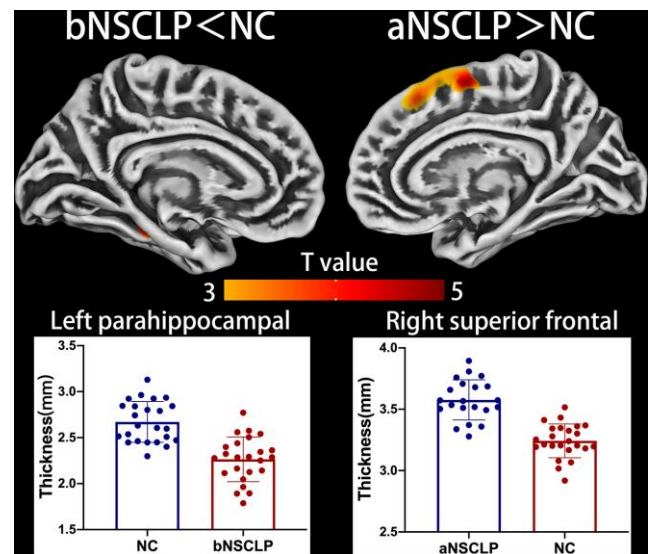 bNSCLP<NC
aNSCLP>NC
T value
3
5
Left parahippocampal
Right superior frontal
Thickness(mm)
3.5
3.0
2.5
2.0
1.5
NC
bNSCLP
Thickness(mm)
4.0
3.5
3.0
2.5
aNSCLP
NC